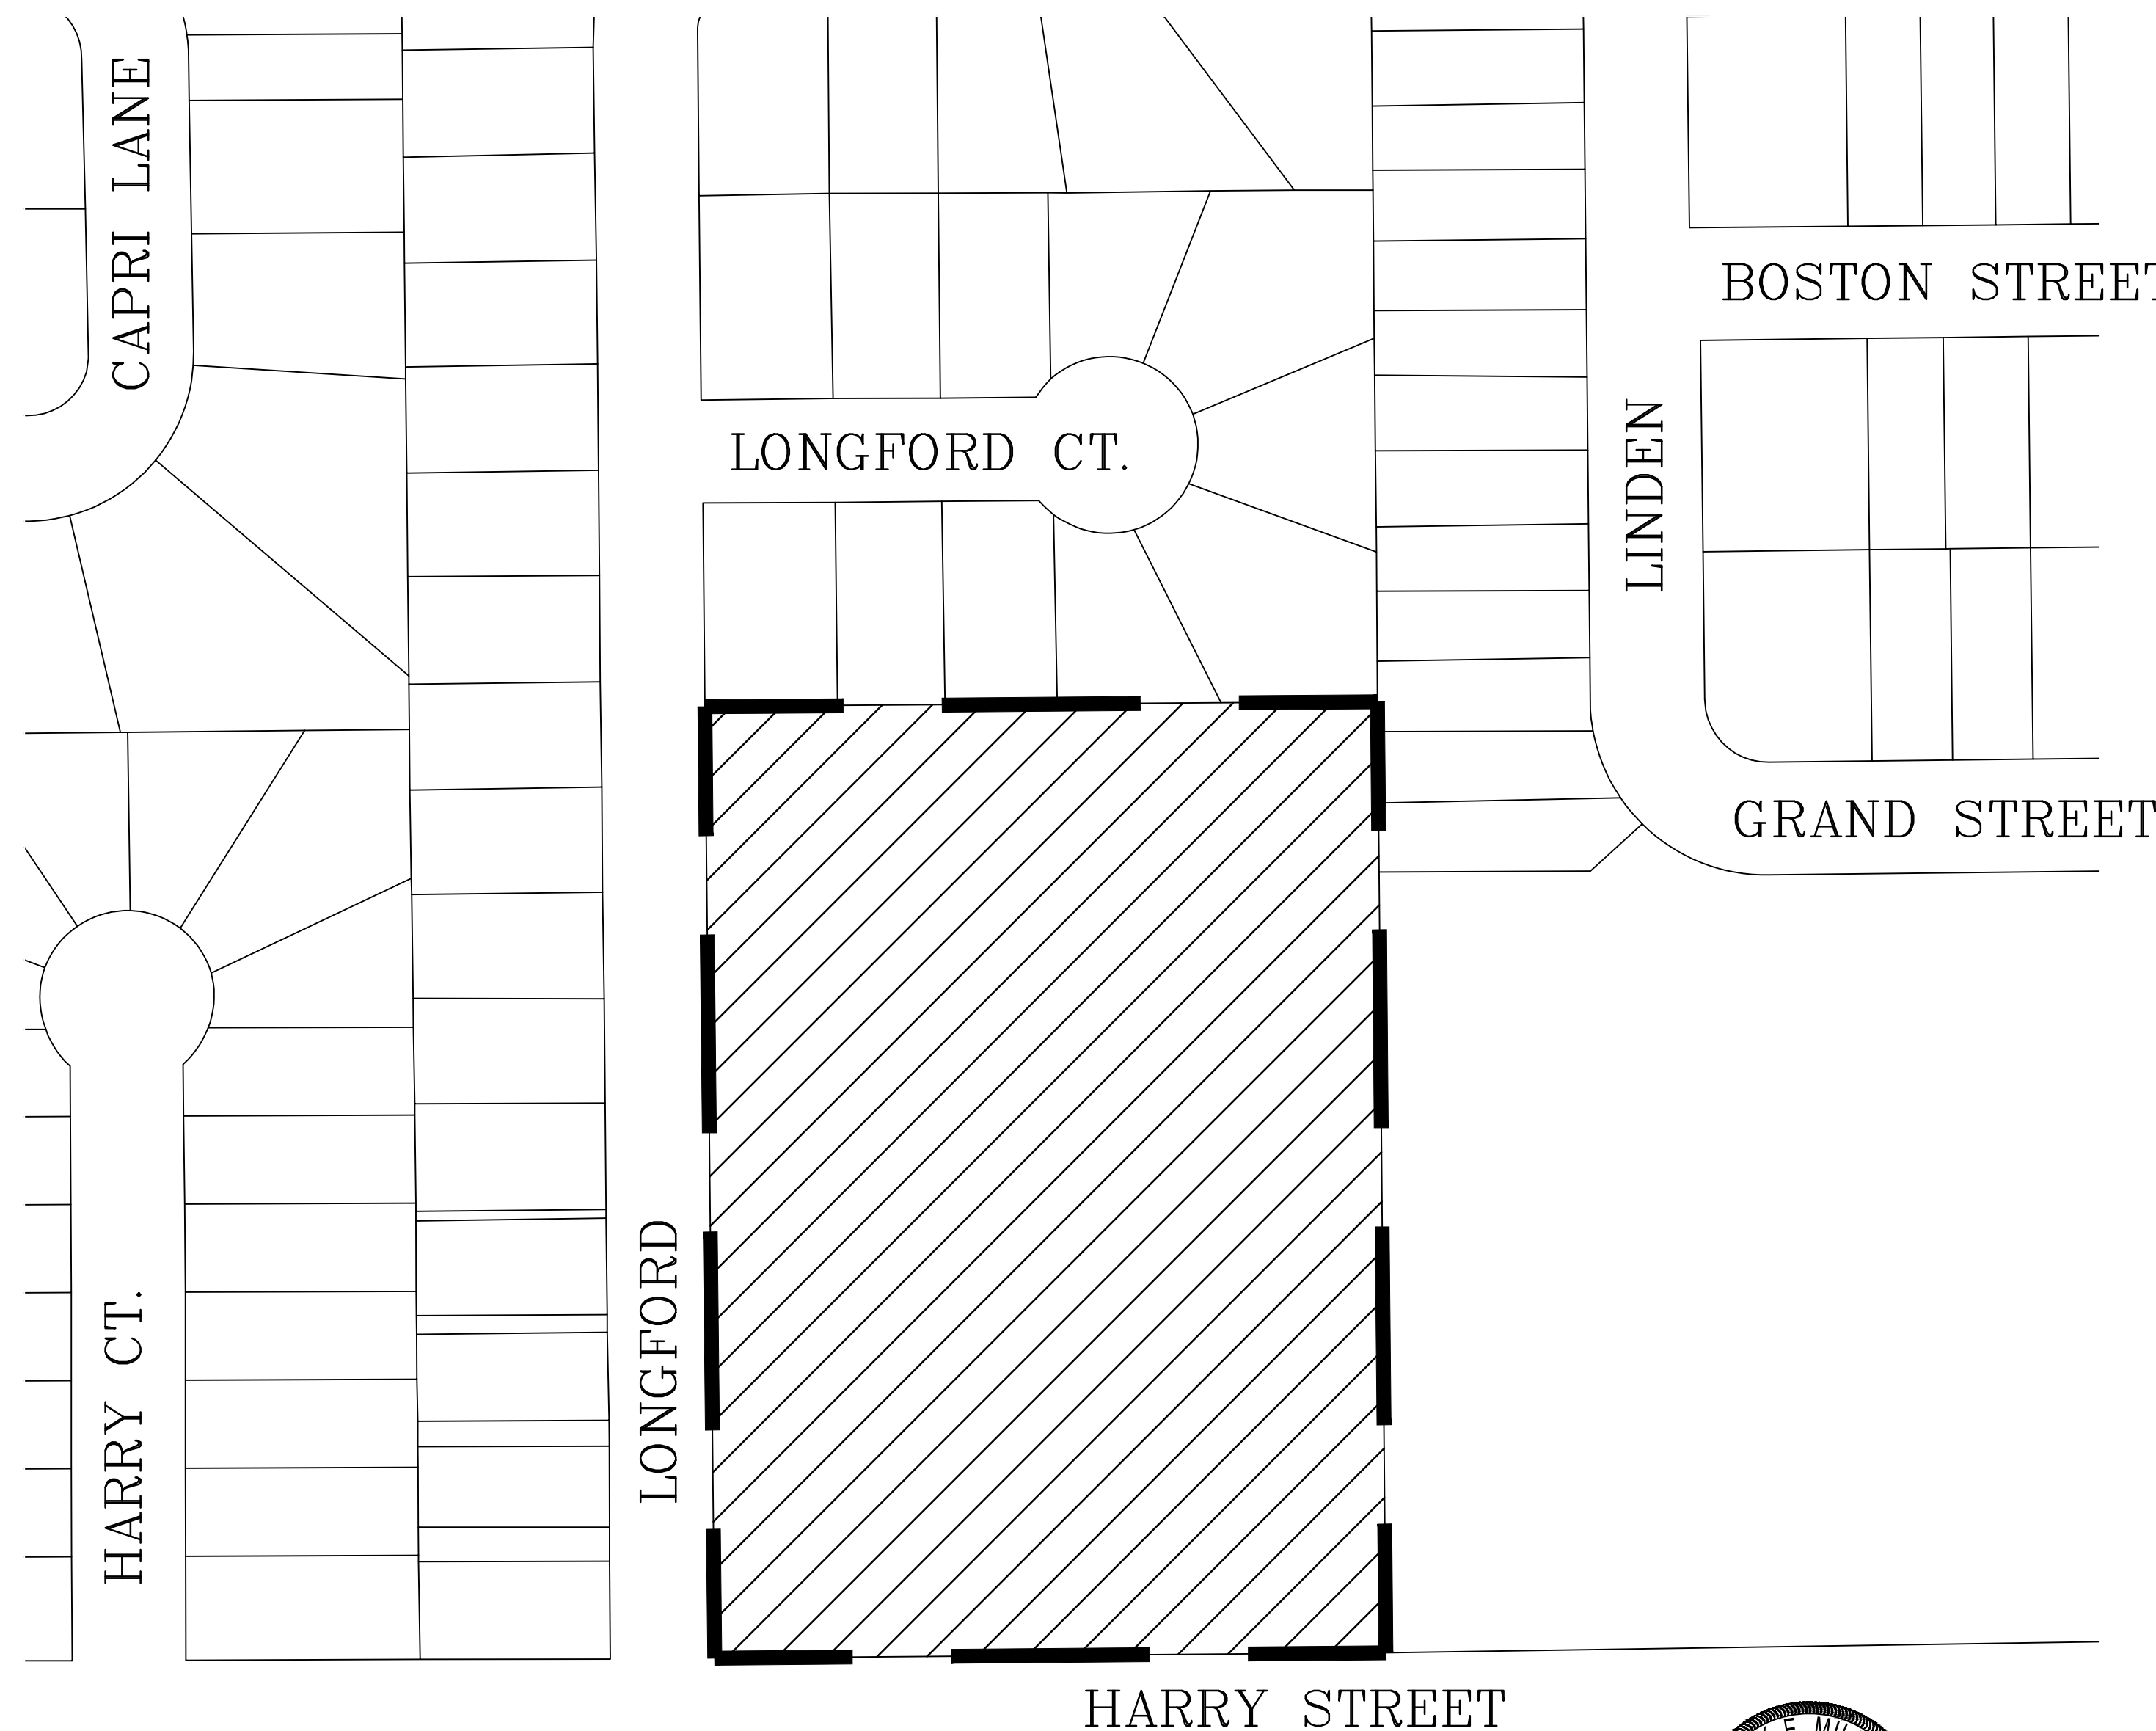 CAPRI LANE
BOSTON STREET
LONGFORD CT.
LINDEN
GRAND STREET
LONGFORD
HARRY CT.
HARRY STREET